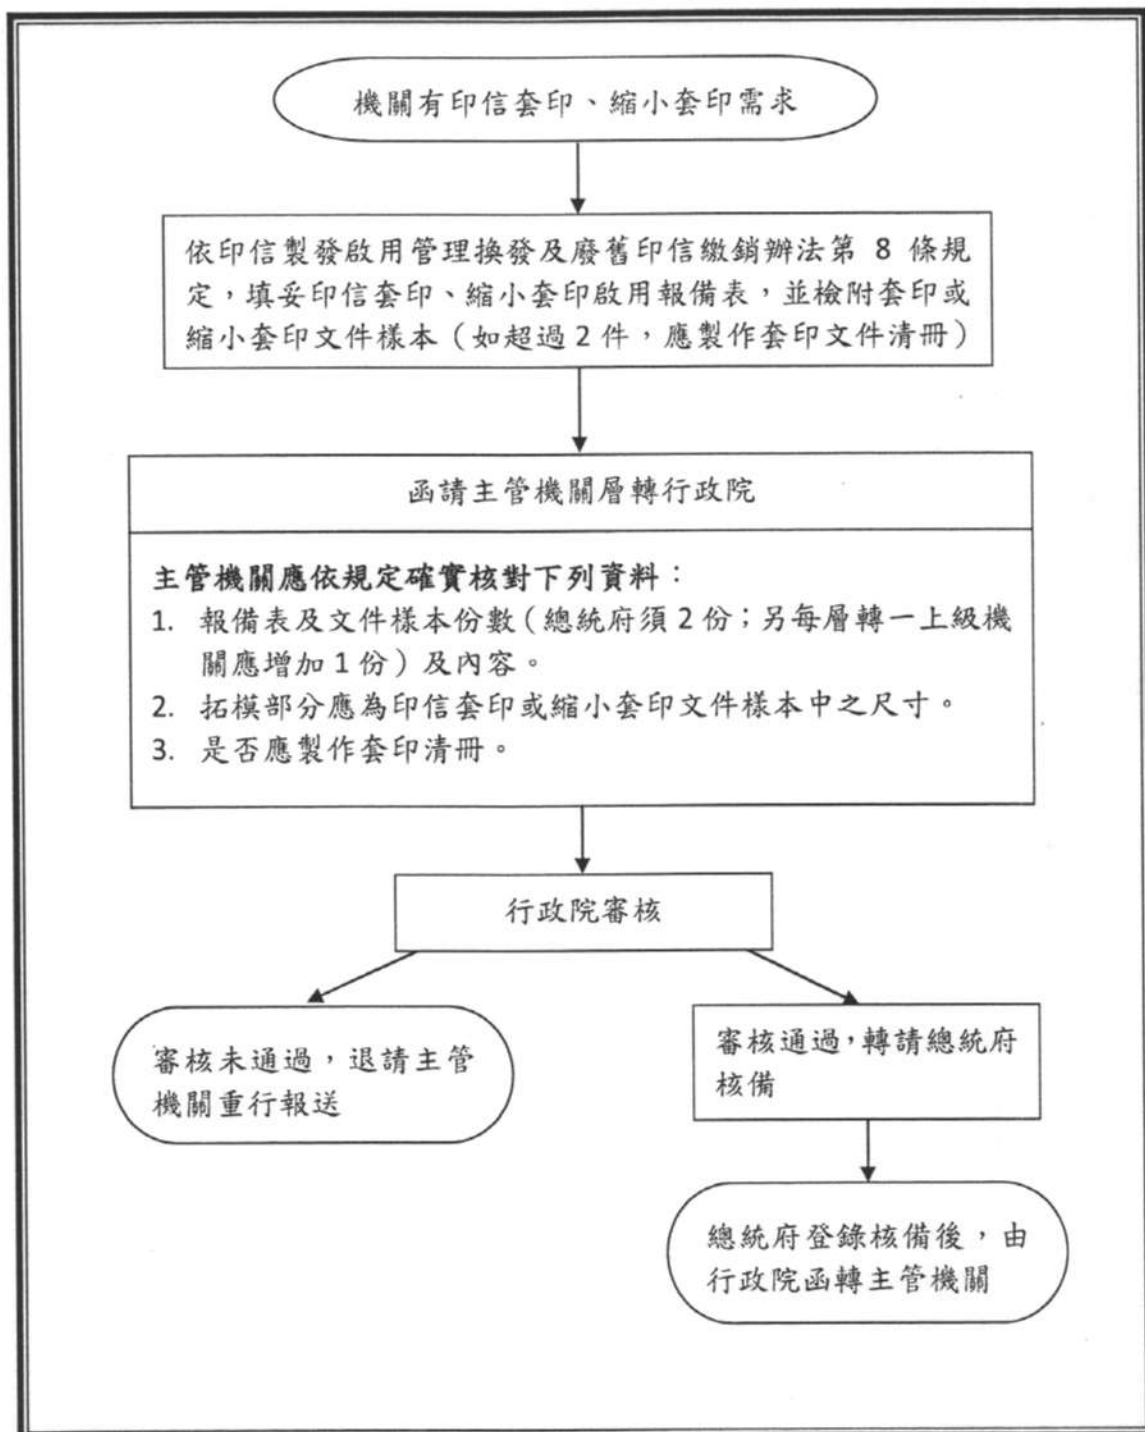 機關有印信套印、縮小套印需求
依印信製發啟用管理換發及廢舊印信繳銷辦法第 8 條規
定，填妥印信套印、縮小套印啟用報備表，並檢附套印或
縮小套印文件樣本（如超過 2 件，應製作套印文件清冊）
函請主管機關層轉行政院
主管機關應依規定確實核對下列資料：
1. 報備表及文件樣本份數（總統府須 2 份；另每層轉一上級機
關應增加 1 份）及內容。
2. 拓模部分應為印信套印或縮小套印文件樣本中之尺寸。
3. 是否應製作套印清冊。
行政院審核
審核未通過，退請主管
機關重行報送
審核通過，轉請總統府
核備
總統府登錄核備後，由
行政院函轉主管機關